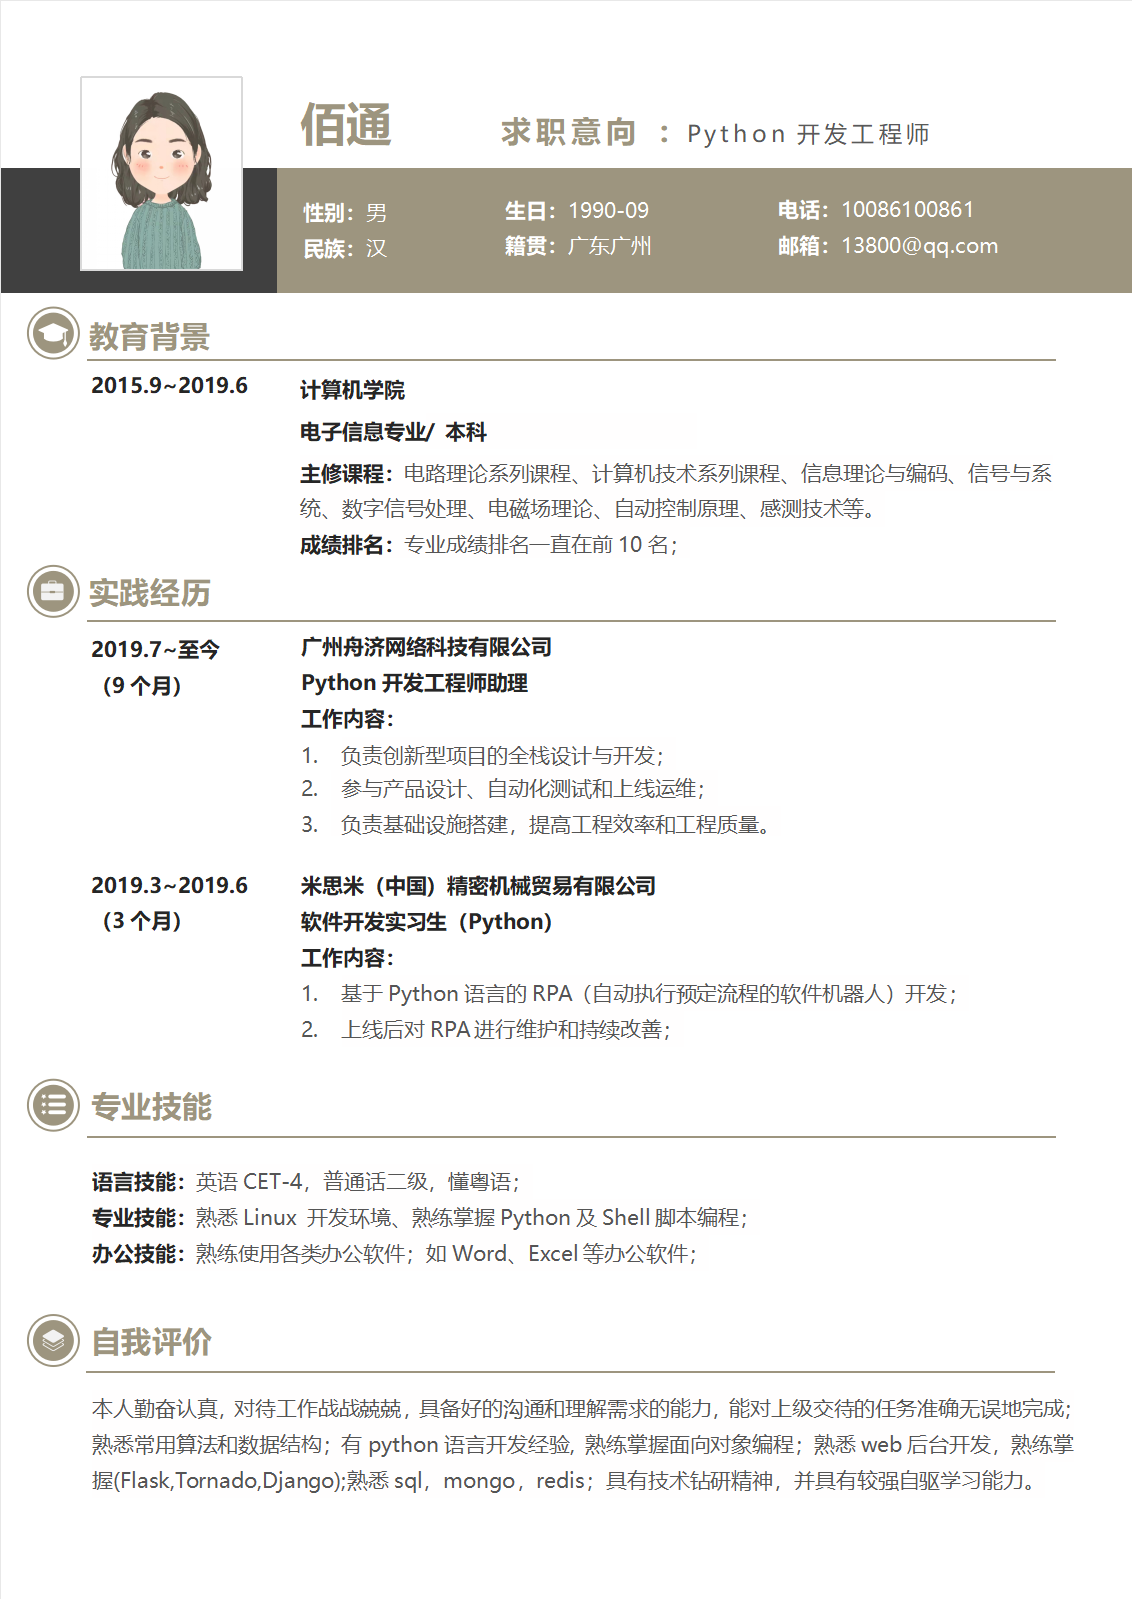 佰通
求职意向 ：Python 开发工程师
性别：男 生日：1990-09 电话：10086100861
民族：汉 籍贯：广东广州 邮箱：13800@qq.com
教育背景
2015.9~2019.6 计算机学院
电子信息专业/ 本科
主修课程：电路理论系列课程、计算机技术系列课程、信息理论与编码、信号与系
统、数字信号处理、电磁场理论、自动控制原理、感测技术等。
成绩排名：专业成绩排名一直在前 10 名；
实践经历
2019.7~至今 广州舟济网络科技有限公司
（9 个月） Python 开发工程师助理
工作内容：
1. 负责创新型项目的全栈设计与开发；
2. 参与产品设计、自动化测试和上线运维；
3. 负责基础设施搭建，提高工程效率和工程质量。
2019.3~2019.6 米思米（中国）精密机械贸易有限公司
（3 个月） 软件开发实习生（Python）
工作内容：
1. 基于 Python 语言的 RPA（自动执行预定流程的软件机器人）开发；
2. 上线后对 RPA 进行维护和持续改善；
专业技能
语言技能：英语 CET-4，普通话二级，懂粤语；
专业技能：熟悉 Linux 开发环境、熟练掌握 Python 及 Shell 脚本编程；
办公技能：熟练使用各类办公软件；如 Word、Excel 等办公软件；
自我评价
本人勤奋认真，对待工作战战兢兢，具备好的沟通和理解需求的能力，能对上级交待的任务准确无误地完成；
熟悉常用算法和数据结构；有 python 语言开发经验, 熟练掌握面向对象编程；熟悉 web 后台开发，熟练掌
握(Flask,Tornado,Django);熟悉 sql，mongo，redis；具有技术钻研精神，并具有较强自驱学习能力。